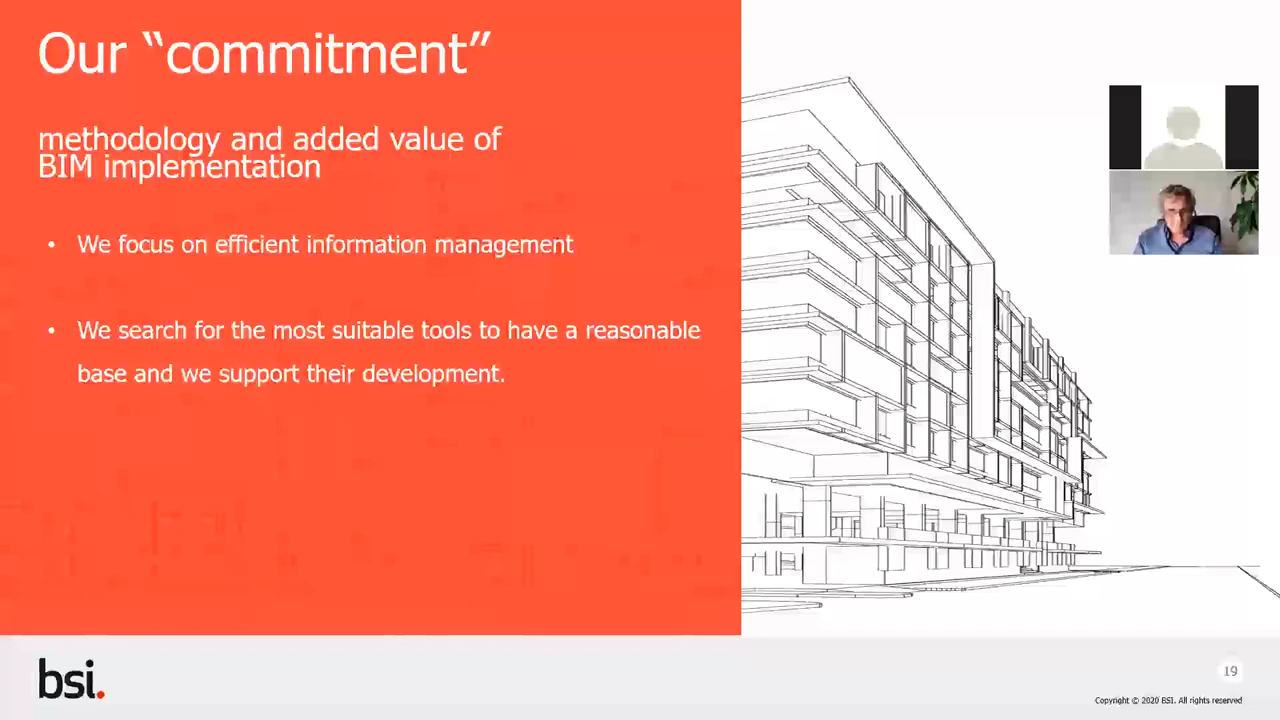 Our “commitment”
methodology and added value of
BIM implementation
• We focus on efficient information management
• We search for the most suitable tools to have a reasonable
base and we support their development.
bsi.
19
Copyright © 2020 BSI. All rights reserved